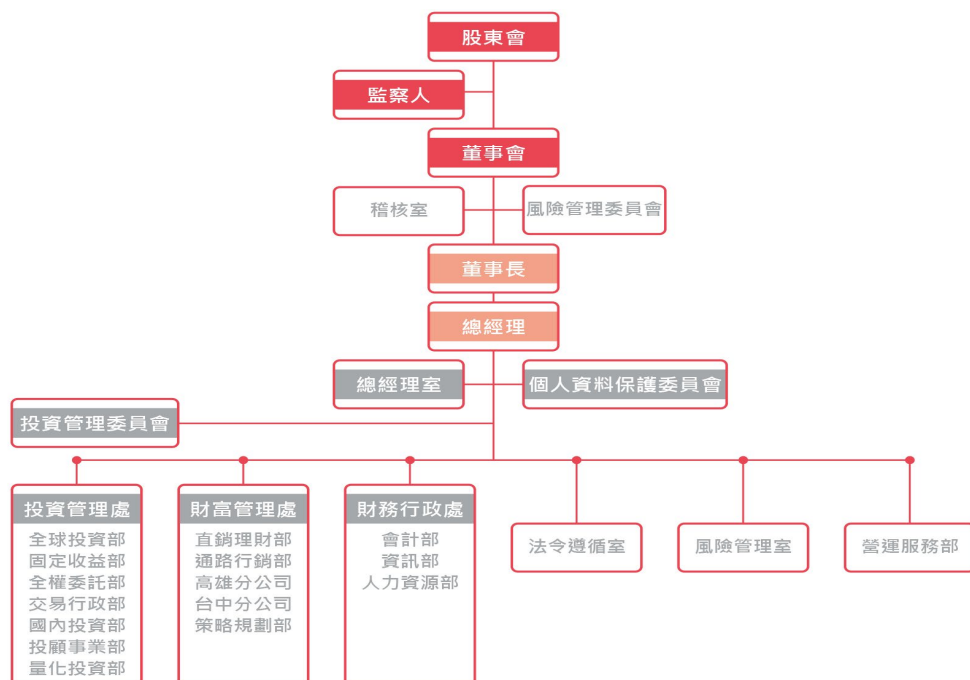 股東會
監察人
董事會
稽核室
風險管理委員會
董事長
總經理
總經理室
個人資料保護委員會
投資管理委員會
投資管理處
全球投資部
固定收益部
全權委託部
交易行政部
國內投資部
投顧事業部
量化投資部
財富管理處
直銷理財部
通路行銷部
高雄分公司
台中分公司
策略規劃部
財務行政處
會計部
資訊部
人力資源部
法令遵循室
風險管理室
營運服務部